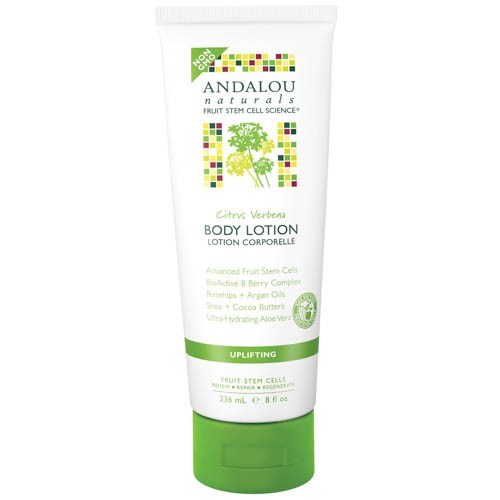 NON
GMO
ANDALOU
naturals
FRUIT STEM CELL SCIENCE®
Citrus Verbena
BODY LOTION
LOTION CORPORELLE
Advanced Fruit Stem Cells
BioActive 8 Berry Complex
Rosehips + Argan Oils
Shea + Cocoa Butters
Ultra-Hydrating Aloe Vera
UPLIFTING
FRUIT STEM CELLS
RENEW • REPAIR • REGENERATE
236 mL ℮ 8 fl oz